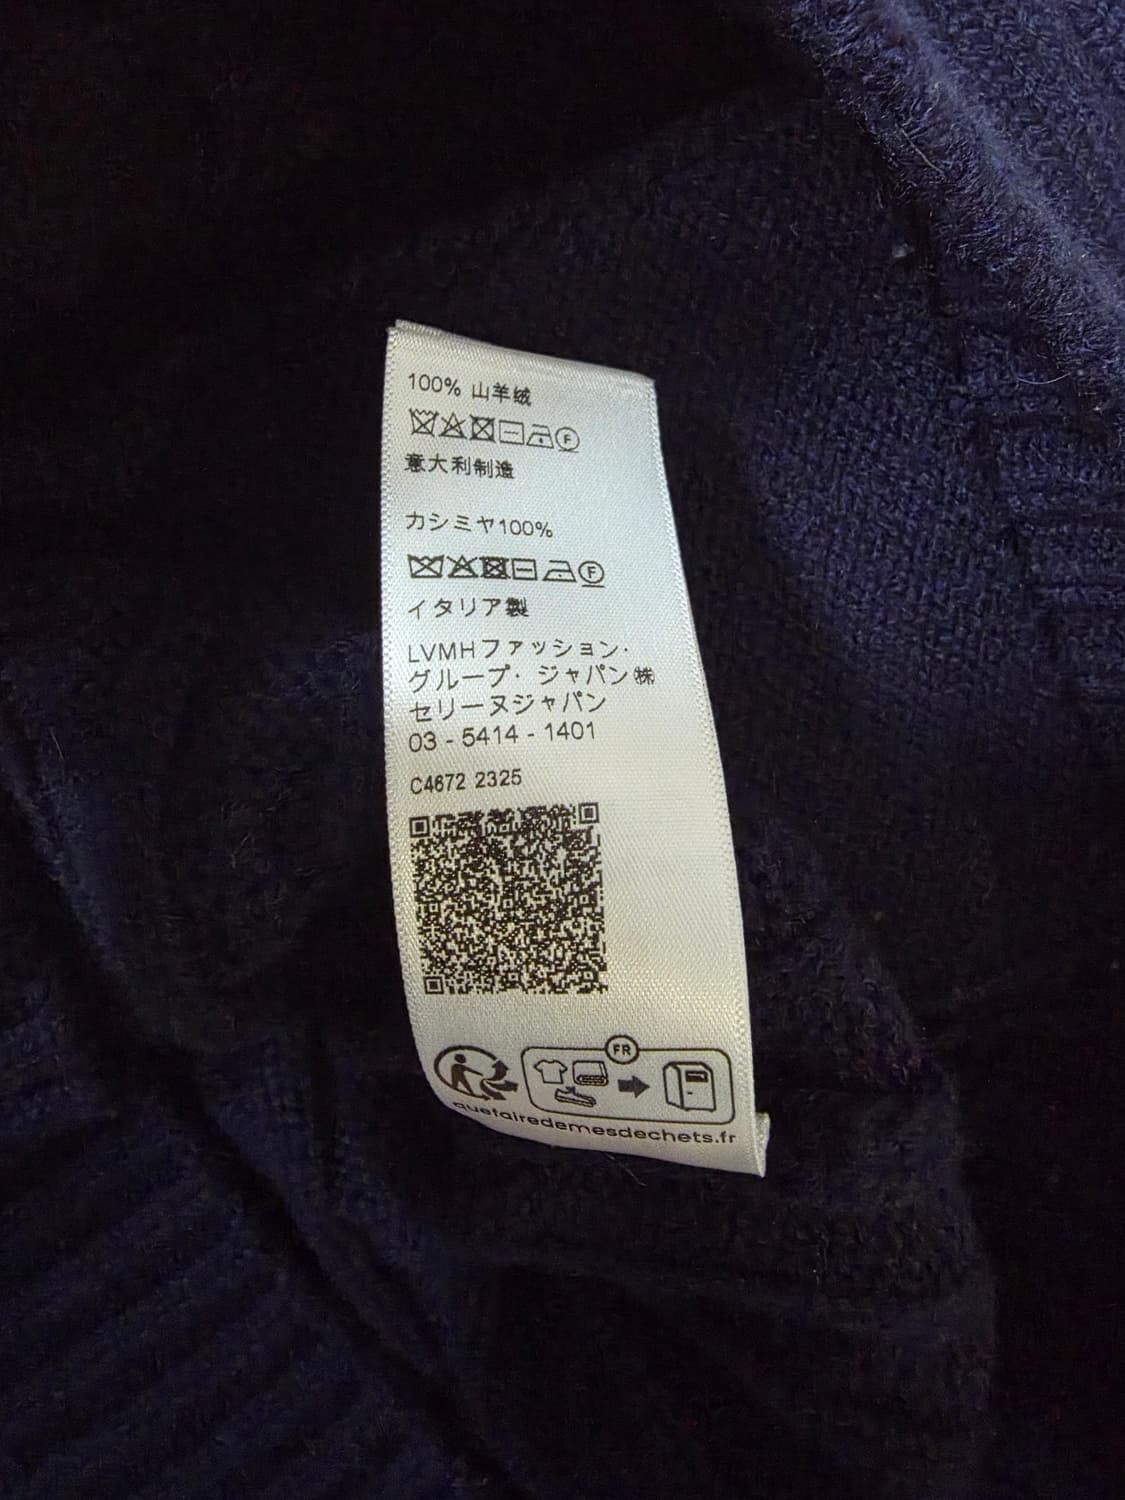 100% 山羊绒
F
意大利制造
カシミヤ100%
F
イタリア製
LVMHファッション・
グループ・ジャパン㈱
セリーヌジャパン
03 - 5414 - 1401
C4672 2325
FR
quefairedemesdechets.fr